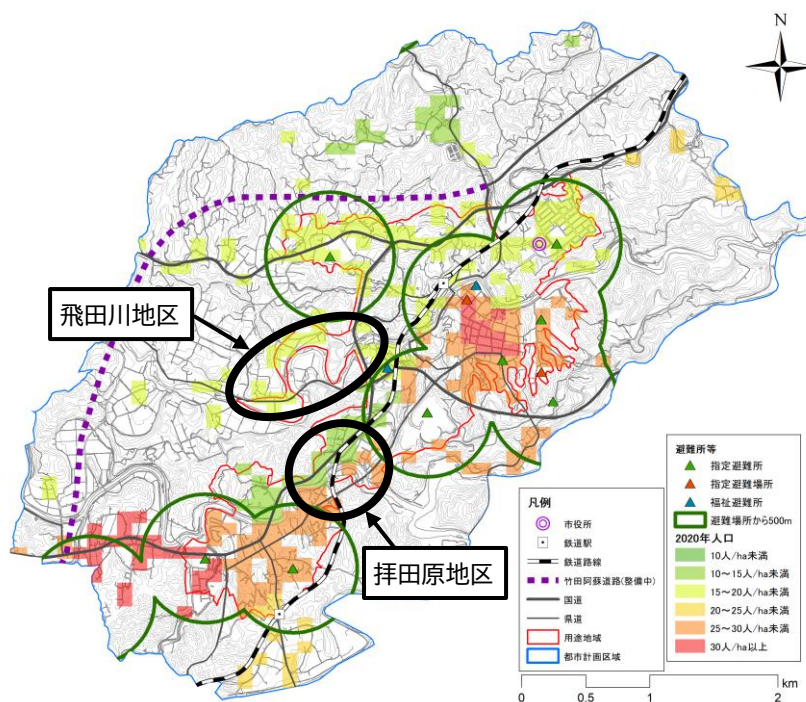 N
飛田川地区
拝田原地区
凡例
市役所
鉄道駅
鉄道路線
竹田阿蘇道路(整備中)
国道
県道
用途地域
都市計画区域
避難所等
指定避難所
指定避難場所
福祉避難所
避難場所から500m
2020年人口
10人/ha未満
10～15人/ha未満
15～20人/ha未満
20～25人/ha未満
25～30人/ha未満
30人/ha以上
km
0 0.5 1 2